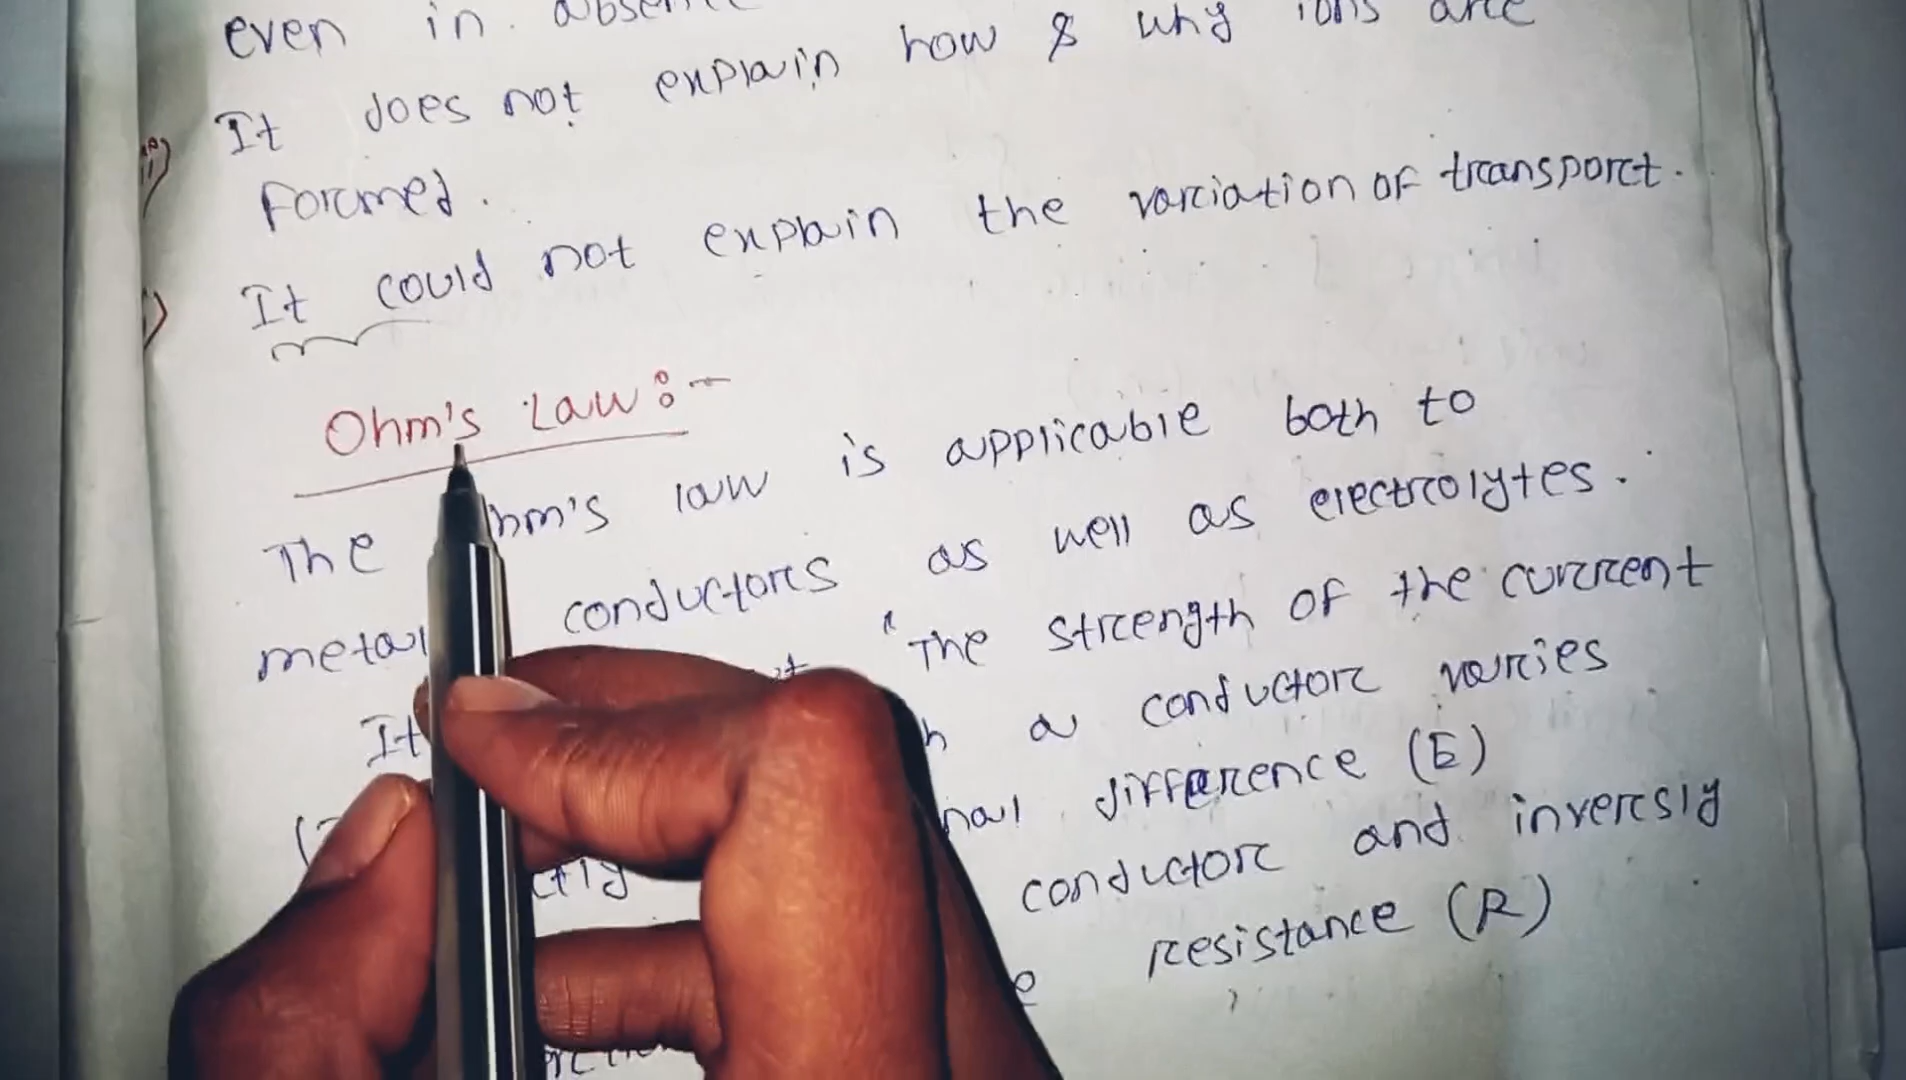 even in
It does not explain how & why ions are
ii) formed.
It could not explain the variation of transport.
Ohm's Law :-
The hm's law is applicable both to
conductors as well as electrolytes.
It "The strength of the current
a conductor varies
difference (E)
conductor and inversly
resistance (R)